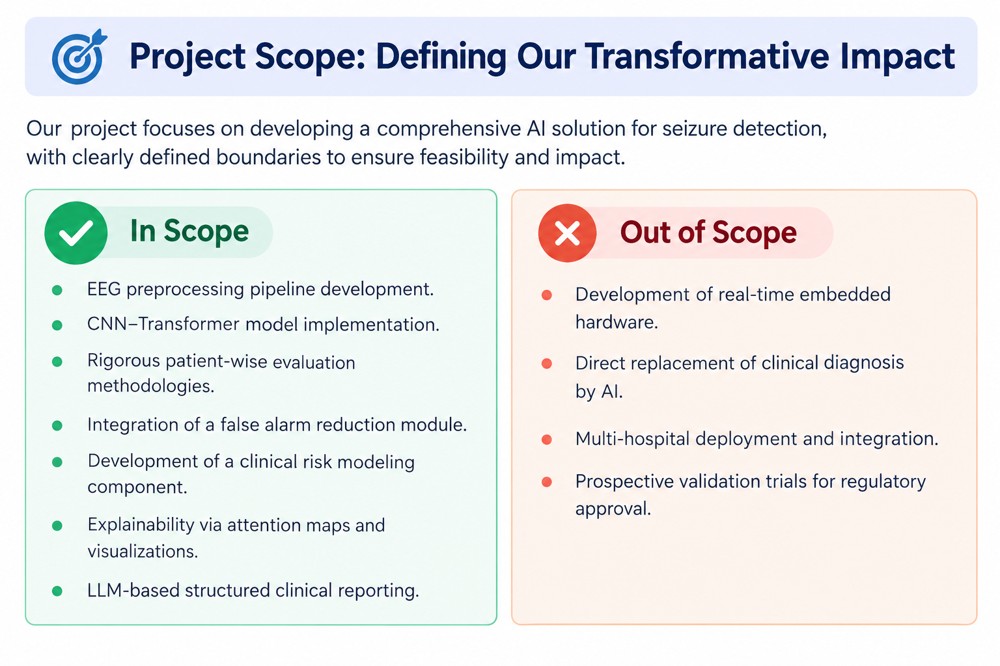 Project Scope: Defining Our Transformative Impact
Our project focuses on developing a comprehensive AI solution for seizure detection,
with clearly defined boundaries to ensure feasibility and impact.
In Scope
EEG preprocessing pipeline development.
CNN–Transformer model implementation.
Rigorous patient-wise evaluation
methodologies.
Integration of a false alarm reduction module.
Development of a clinical risk modeling
component.
Explainability via attention maps and
visualizations.
LLM-based structured clinical reporting.
Out of Scope
Development of real-time embedded
hardware.
Direct replacement of clinical diagnosis
by AI.
Multi-hospital deployment and integration.
Prospective validation trials for regulatory
approval.